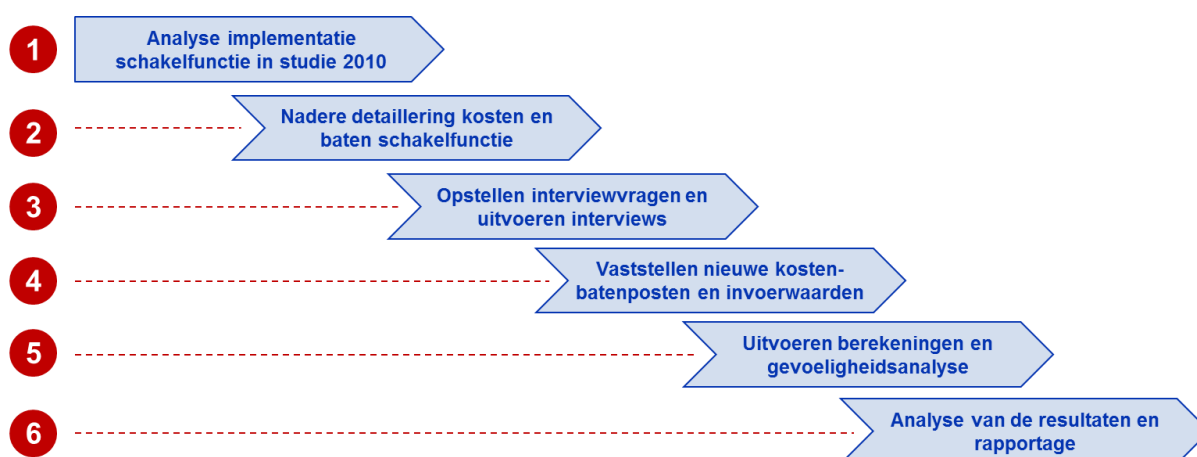 1
Analyse implementatie
schakelfunctie in studie 2010
2
Nadere detaillering kosten en
baten schakelfunctie
3
Opstellen interviewvragen en
uitvoeren interviews
4
Vaststellen nieuwe kosten-
batenposten en invoerwaarden
5
Uitvoeren berekeningen en
gevoeligheidsanalyse
6
Analyse van de resultaten en
rapportage